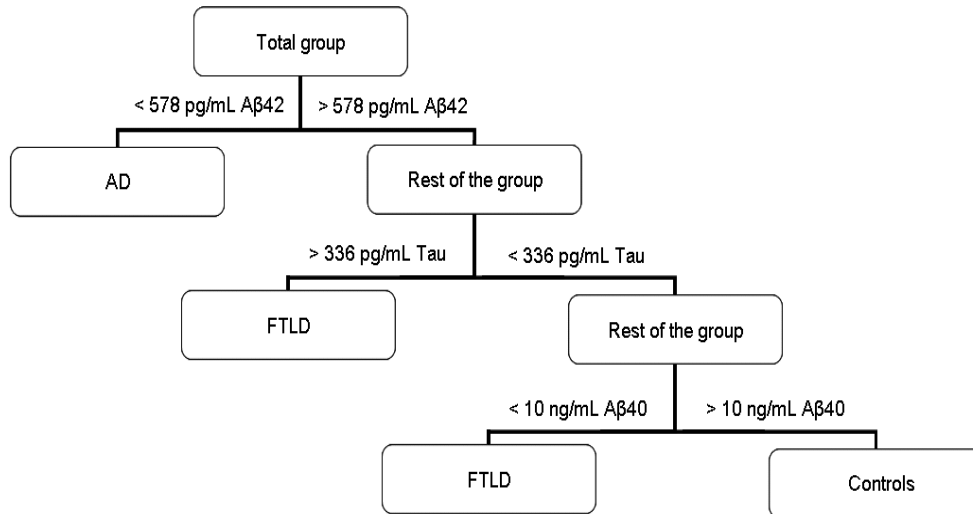 Total group
< 578 pg/mL Aβ42
> 578 pg/mL Aβ42
AD
Rest of the group
> 336 pg/mL Tau
< 336 pg/mL Tau
FTLD
Rest of the group
< 10 ng/mL Aβ40
> 10 ng/mL Aβ40
FTLD
Controls